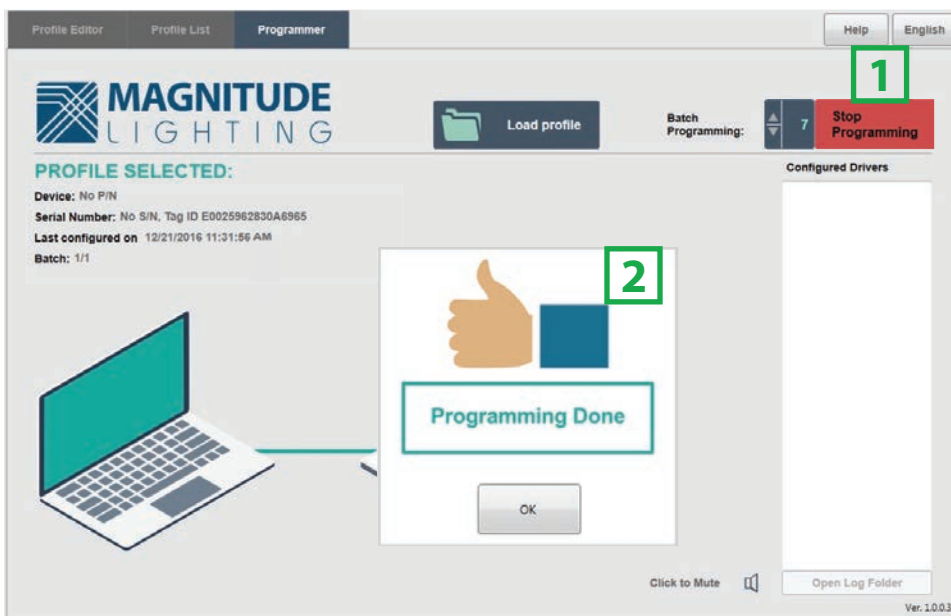 Profile Editor
Profile List
Programmer
Help
English
1
MAGNITUDE
LIGHTING
Load profile
Batch
Programming:
7
Stop
Programming
PROFILE SELECTED:
Configured Drivers
Device: No P/N
Serial Number: No S/N, Tag ID E0025962830A6965
Last configured on 12/21/2016 11:31:56 AM
Batch: 1/1
2
Programming Done
OK
Click to Mute
Open Log Folder
Ver. 1.0.0.3